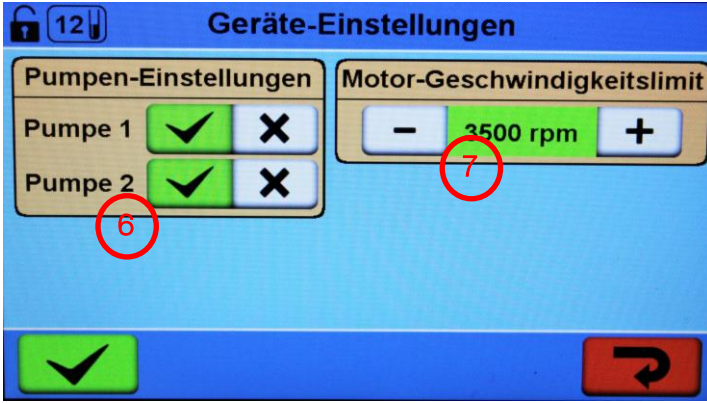 12
Geräte-Einstellungen
Pumpen-Einstellungen
Pumpe 1
Pumpe 2
6
Motor-Geschwindigkeitslimit
- 3500 rpm +
7